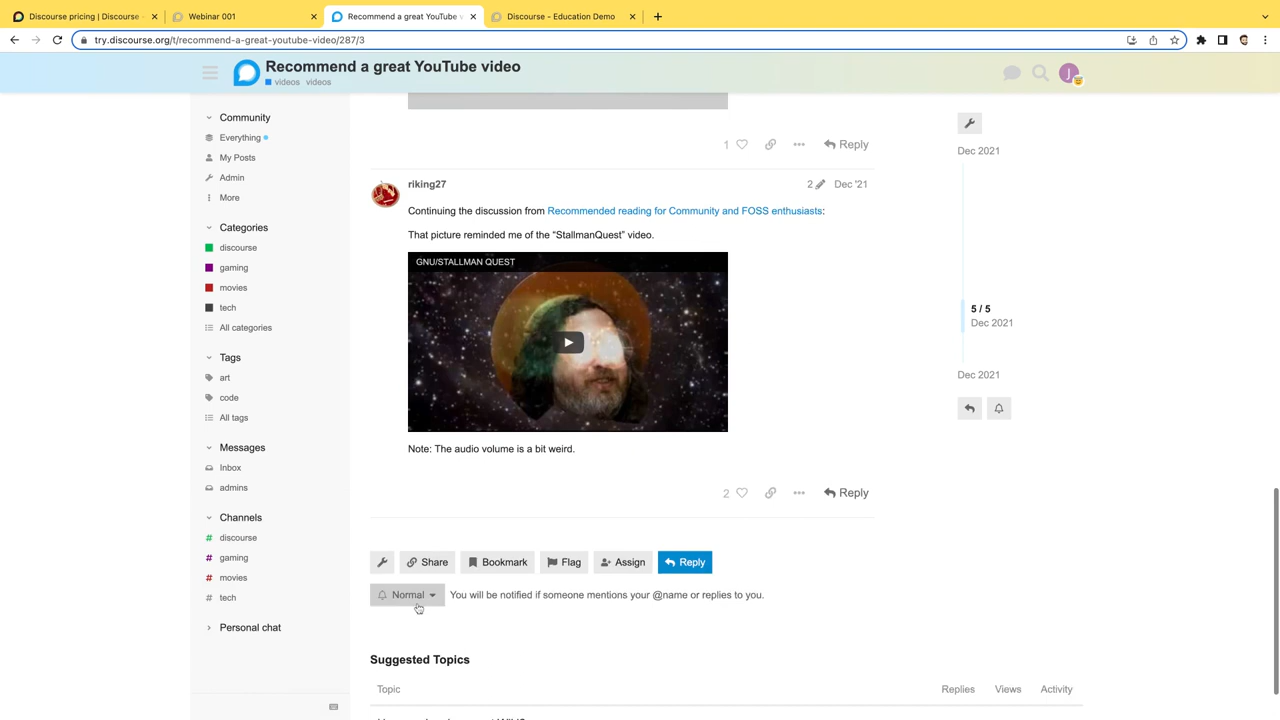 Discourse pricing | Discourse -
Webinar 001
Recommend a great YouTube v
Discourse - Education Demo
try.discourse.org/t/recommend-a-great-youtube-video/287/3
Recommend a great YouTube video
videos videos
J
Community
Everything
My Posts
Admin
More
Categories
discourse
gaming
movies
tech
All categories
Tags
art
code
All tags
Messages
Inbox
admins
Channels
# discourse
# gaming
# movies
# tech
Personal chat
1
Reply
riking27
2
Dec '21
Continuing the discussion from Recommended reading for Community and FOSS enthusiasts:
That picture reminded me of the “StallmanQuest” video.
GNU/STALLMAN QUEST
Note: The audio volume is a bit weird.
2
Reply
Share
Bookmark
Flag
Assign
Reply
Normal
You will be notified if someone mentions your @name or replies to you.
Suggested Topics
Topic
Replies
Views
Activity
Dec 2021
5 / 5
Dec 2021
Dec 2021